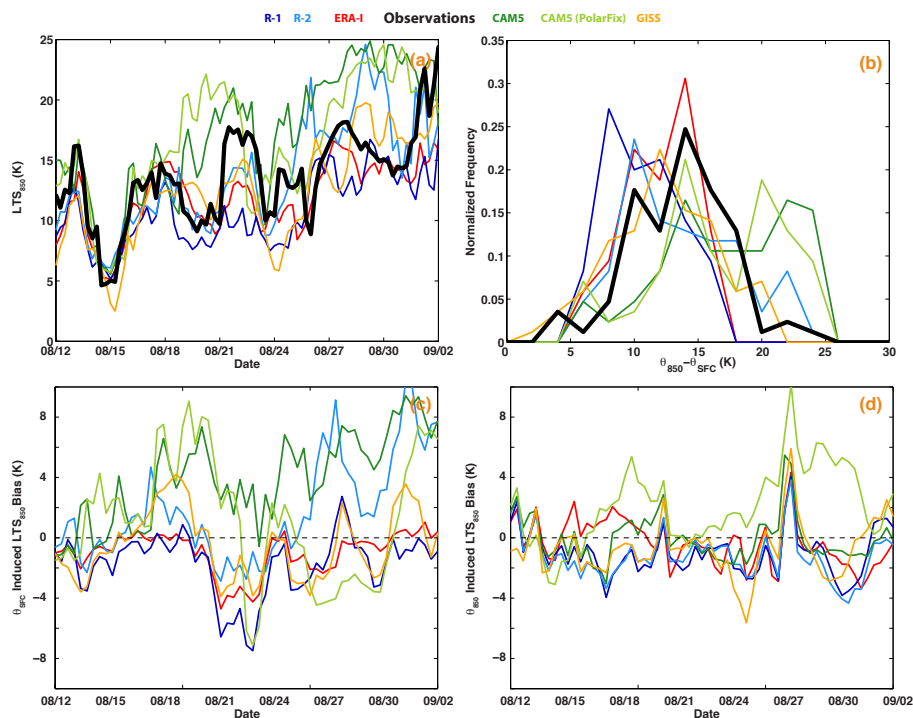 R-1 R-2 ERA-I Observations CAM5 CAM5 (PolarFix) GISS
(a)
LTS850 (K)
25
20
15
10
5
0
08/12 08/15 08/18 08/21 08/24 08/27 08/30 09/02
Date
(b)
Normalized Frequency
0.35
0.3
0.25
0.2
0.15
0.1
0.05
0
0 5 10 15 20 25 30
θ850−θSFC (K)
(c)
θSFC Induced LTS850 Bias (K)
8
4
0
−4
−8
08/12 08/15 08/18 08/21 08/24 08/27 08/30 09/02
Date
(d)
θ850 Induced LTS850 Bias (K)
8
4
0
−4
−8
08/12 08/15 08/18 08/21 08/24 08/27 08/30 09/02
Date